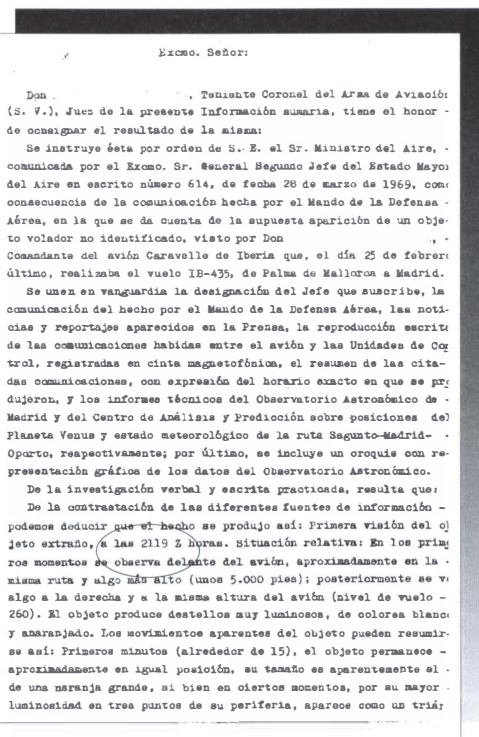 Excmo. Señor:
Don , Teniente Coronel del Arma de Aviación
(S. V.), Juez de la presente Información sumaria, tiene el honor -
de consignar el resultado de la misma:
Se instruye ésta por orden de S. E. el Sr. Ministro del Aire, -
comunicada por el Excmo. Sr. General Segundo Jefe del Estado Mayor
del Aire en escrito número 614, de fecha 28 de marzo de 1969, como
consecuencia de la comunicación hecha por el Mando de la Defensa -
Aérea, en la que se da cuenta de la supuesta aparición de un obje-
to volador no identificado, visto por Don , -
Comandante del avión Caravelle de Iberia que, el día 25 de febrero
último, realizaba el vuelo IB-435, de Palma de Mallorca a Madrid.
Se unen en vanguardia la designación del Jefe que suscribe, la
comunicación del hecho por el Mando de la Defensa Aérea, las noti-
cias y reportajes aparecidos en la Prensa, la reproducción escrita
de las comunicaciones habidas entre el avión y las Unidades de Con
trol, registradas en cinta magnetofónica, el resumen de las cita-
das comunicaciones, con expresión del horario exacto en que se pro
dujeron, y los informes técnicos del Observatorio Astronómico de -
Madrid y del Centro de Análisis y Predicción sobre posiciones del
Planeta Venus y estado meteorológico de la ruta Sagunto-Madrid- -
Oporto, respectivamente; por último, se incluye un croquis con re-
presentación gráfica de los datos del Observatorio Astronómico.
De la investigación verbal y escrita practicada, resulta que:
De la contrastación de las diferentes fuentes de información -
podemos deducir que el hecho se produjo así: Primera visión del ob
jeto extraño, a las 2119 Z horas. Situación relativa: En los prime
ros momentos se observa delante del avión, aproximadamente en la -
misma ruta y algo más alto (unos 5.000 pies); posteriormente se ve
algo a la derecha y a la misma altura del avión (nivel de vuelo -
260). El objeto produce destellos muy luminosos, de colores blanco
y anaranjado. Los movimientos aparentes del objeto pueden resumir-
se así: Primeros minutos (alrededor de 15), el objeto permanece -
aproximadamente en igual posición, su tamaño es aparentemente el -
de una naranja grande, si bien en ciertos momentos, por su mayor -
luminosidad en tres puntos de su periferia, aparece como un trián